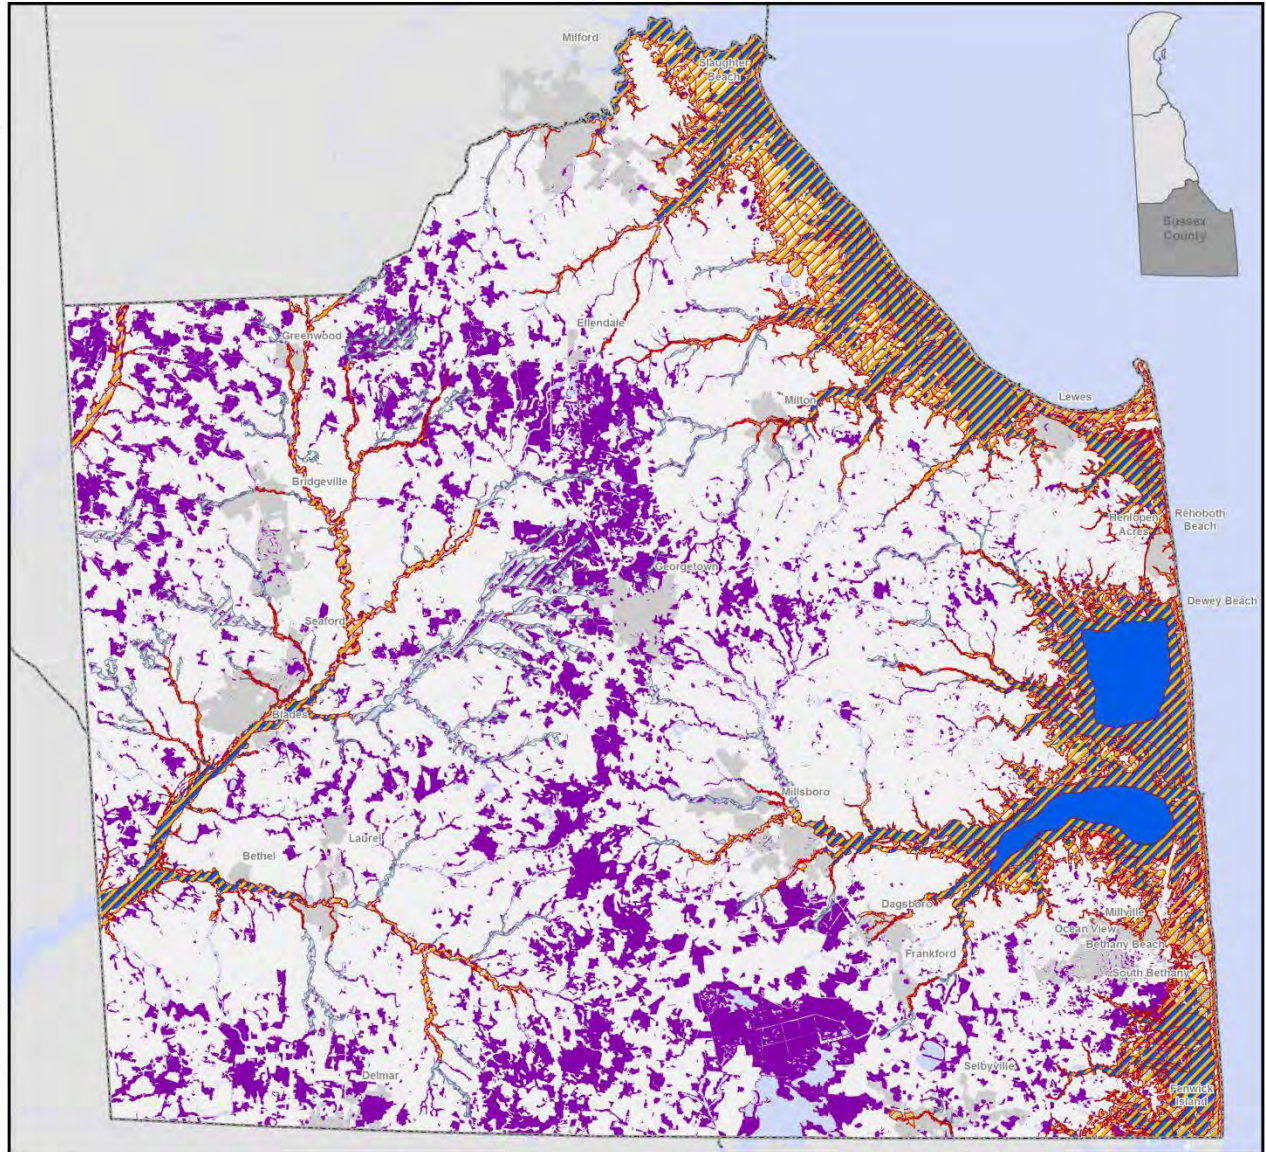 Milford
Slaughter
Beach
Sussex
County
Ellendale
Greenwood
Milton
Lewes
Bridgeville
Rehoboth
Beach
Henlopen
Acres
Georgetown
Dewey Beach
Seaford
Blades
Millsboro
Laurel
Bethel
Dagsboro
Millville
Ocean View
Bethany Beach
Frankford
South Bethany
Selbyville
Delmar
Fenwick
Island